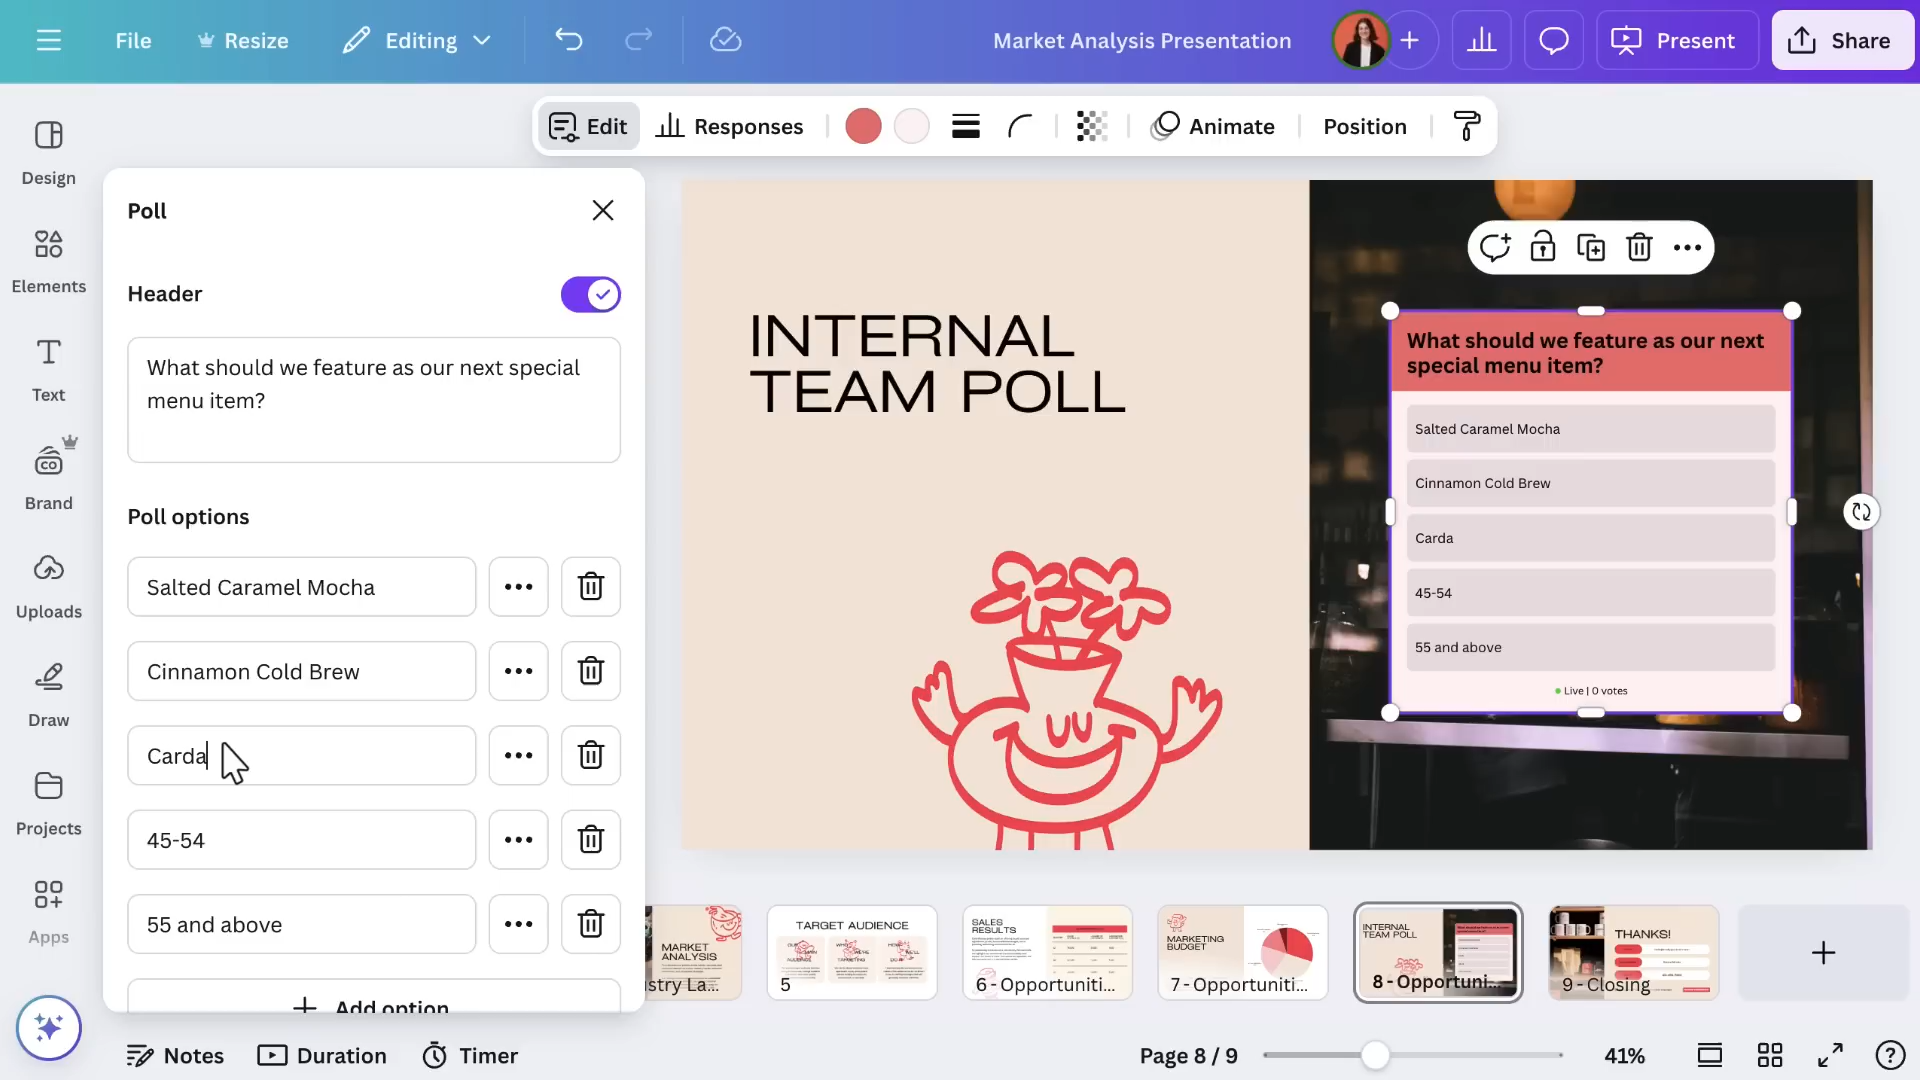 File
Resize
Editing
Market Analysis Presentation
Present
Share
Edit
Responses
Animate
Position
Design
Elements
Text
Brand
Uploads
Draw
Projects
Apps
Poll
Header
What should we feature as our next special
menu item?
Poll options
Salted Caramel Mocha
Cinnamon Cold Brew
Carda
45-54
55 and above
Add option
INTERNAL
TEAM POLL
What should we feature as our next
special menu item?
Salted Caramel Mocha
Cinnamon Cold Brew
Carda
45-54
55 and above
Live | 0 votes
MARKET
ANALYSIS
stry La...
TARGET AUDIENCE
5
SALES
RESULTS
6 - Opportuniti...
MARKETING
BUDGET
7 - Opportuniti...
INTERNAL
TEAM POLL
8 - Opportuni...
THANKS!
9 - Closing
Notes
Duration
Timer
Page 8 / 9
41%